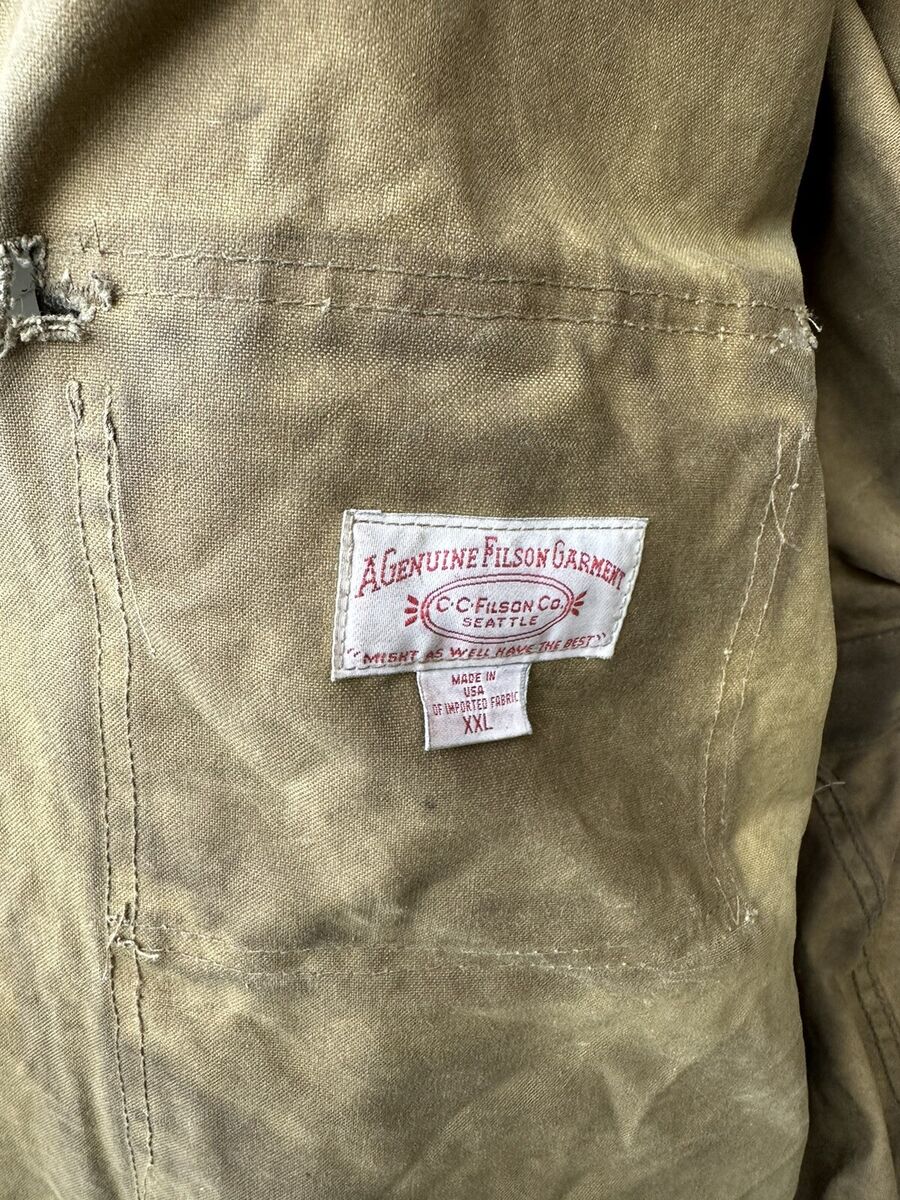 A GENUINE FILSON GARMENT
C·C·FILSON CO.
SEATTLE
"MIGHT AS WELL HAVE THE BEST"
MADE IN
USA
OF IMPORTED FABRIC
XXL